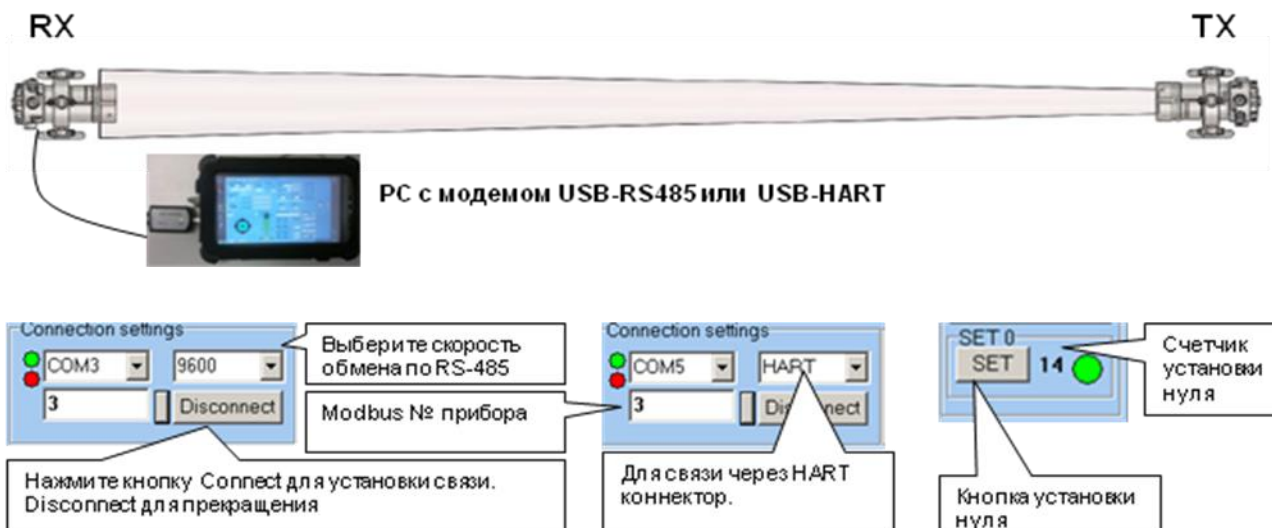 RX
TX
PC с модемом USB-RS485 или USB-HART
Connection settings
COM3
9600
3
Disconnect
Выберите скорость
обмена по RS-485
Modbus № прибора
Нажмите кнопку Connect для установки связи.
Disconnect для прекращения
Connection settings
COM5
HART
3
Disconnect
Для связи через HART
коннектор.
SET 0
SET
14
Счетчик
установки
нуля
Кнопка установки
нуля